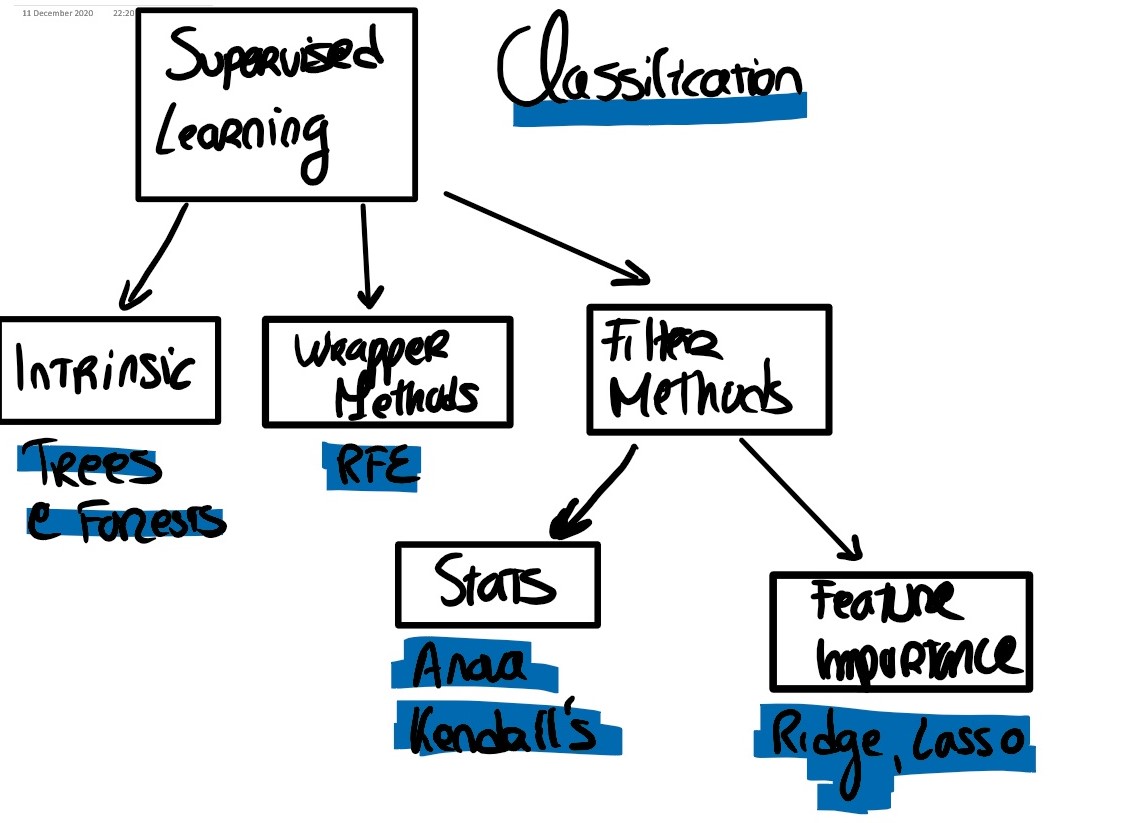 11 December 2020 22:20
Supervised
Learning
Classification
Intrinsic
Wrapper
Methods
Filter
Methods
Trees
e Forests
RFE
Stats
Feature
Importance
Anova
Kendall's
Ridge, Lasso